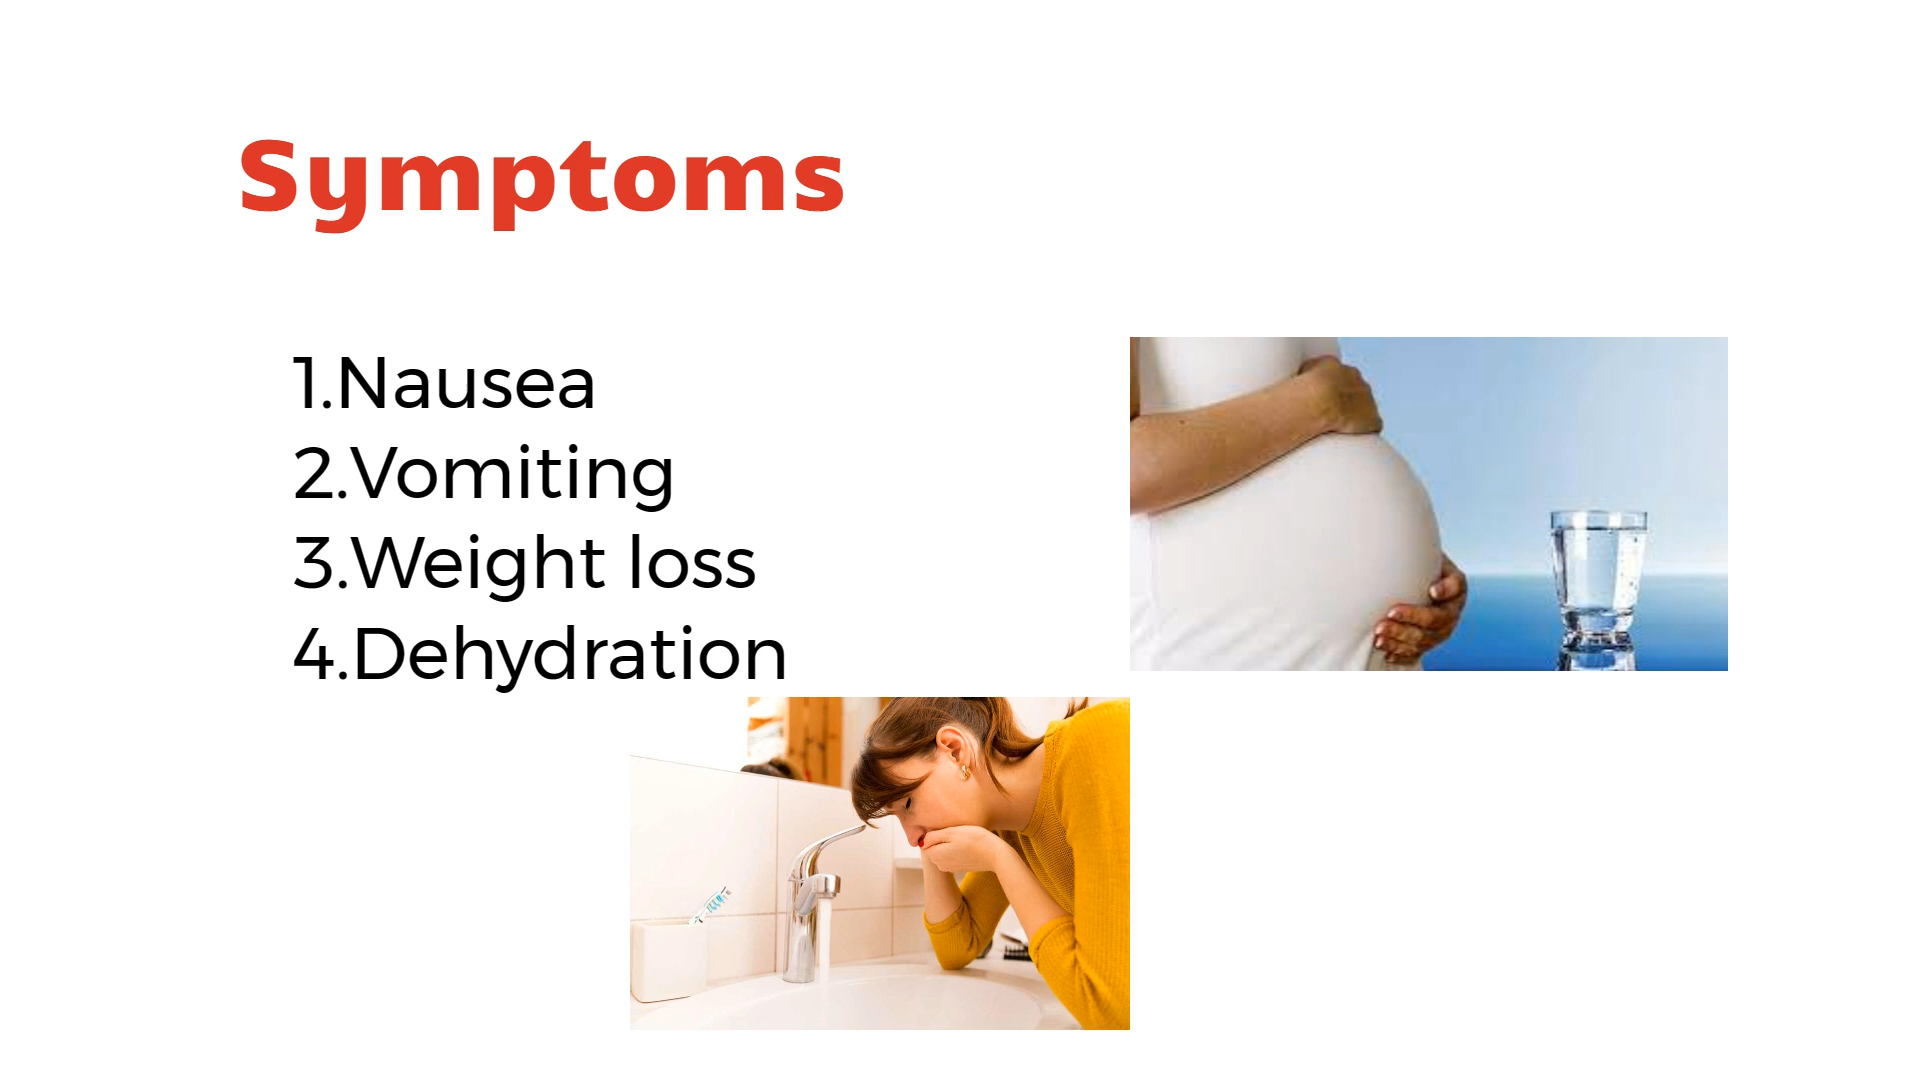 Symptoms
1.Nausea
2.Vomiting
3.Weight loss
4.Dehydration